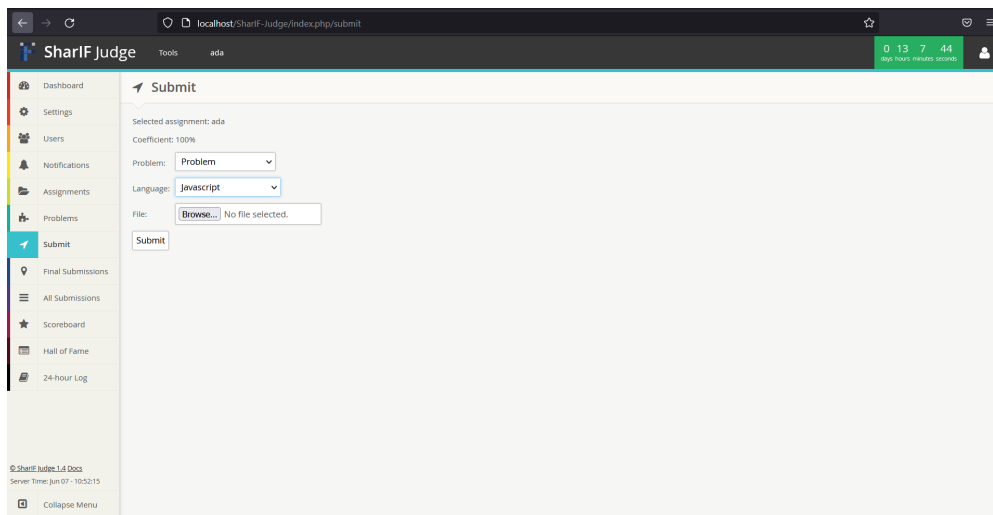 localhost/SharIF-Judge/index.php/submit
SharIF Judge
Tools
ada
0 13 7 44
days hours minutes seconds
Dashboard
Settings
Users
Notifications
Assignments
Problems
Submit
Final Submissions
All Submissions
Scoreboard
Hall of Fame
24-hour Log
© SharIF Judge 1.4 Docs
Server Time: Jun 07 - 10:52:15
Collapse Menu
Submit
Selected assignment: ada
Coefficient: 100%
Problem: Problem
Language: Javascript
File: Browse... No file selected.
Submit